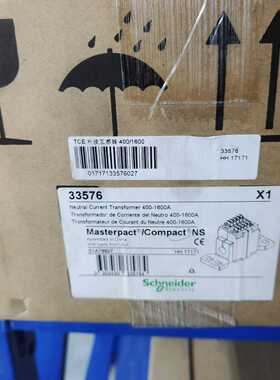 TCE 外接互感器 400/1600
01717133576027
33576
HH 17171
33576
X1
Neutral Current Transformer 400-1600A
Transformador de Corriente del Neutro 400-1600A
Transformateur de Courant du Neutre 400-1600A
Masterpact /Compact NS
HH 17171
Schneider
Electric